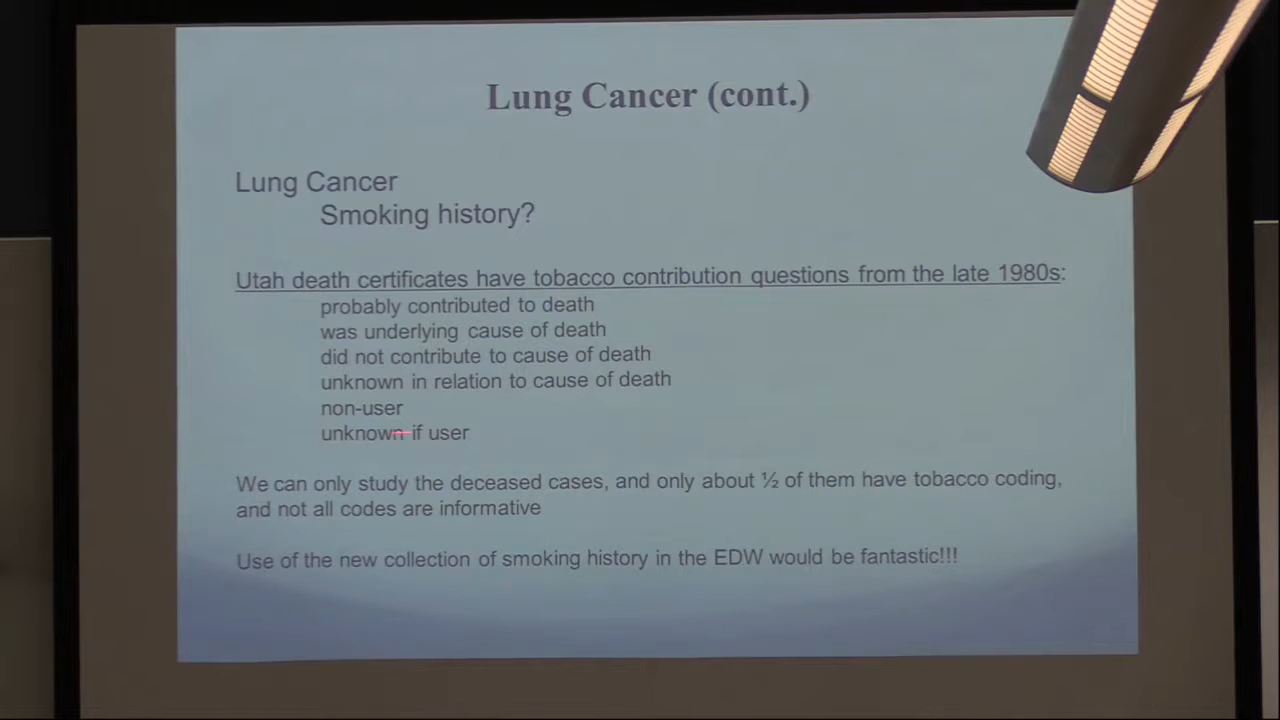 Lung Cancer (cont.)
Lung Cancer
Smoking history?
Utah death certificates have tobacco contribution questions from the late 1980s:
probably contributed to death
was underlying cause of death
did not contribute to cause of death
unknown in relation to cause of death
non-user
unknown if user
We can only study the deceased cases, and only about ½ of them have tobacco coding,
and not all codes are informative
Use of the new collection of smoking history in the EDW would be fantastic!!!